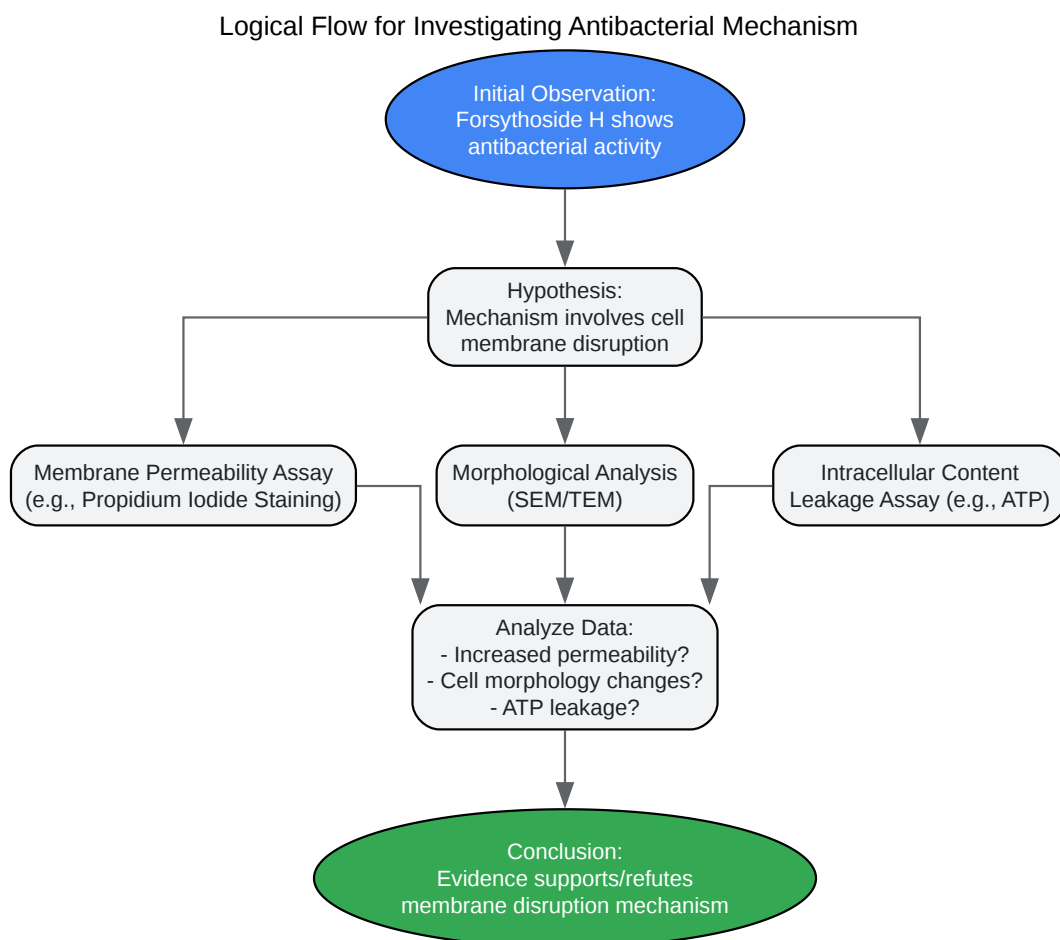 Logical Flow for Investigating Antibacterial Mechanism
Initial Observation:
Forsythoside H shows
antibacterial activity
Hypothesis:
Mechanism involves cell
membrane disruption
Membrane Permeability Assay
(e.g., Propidium Iodide Staining)
Morphological Analysis
(SEM/TEM)
Intracellular Content
Leakage Assay (e.g., ATP)
Analyze Data:
- Increased permeability?
- Cell morphology changes?
- ATP leakage?
Conclusion:
Evidence supports/refutes
membrane disruption mechanism